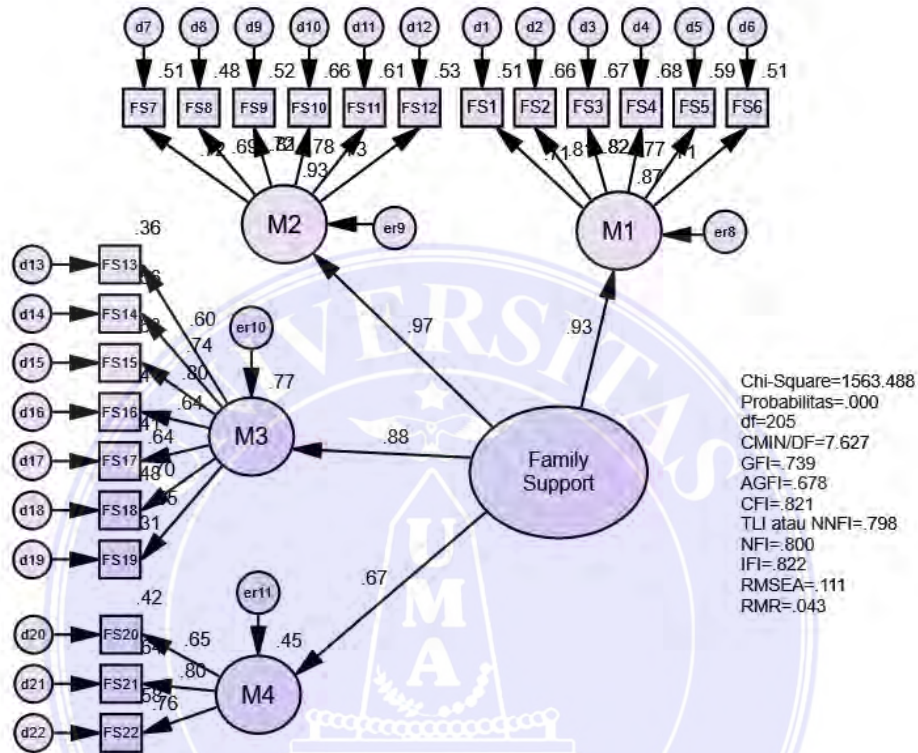 d7 d8 d9 d10 d11 d12 d1 d2 d3 d4 d5 d6
.51 .48 .52 .66 .61 .53 .51 .66 .67 .68 .59 .51
FS7 FS8 FS9 FS10 FS11 FS12 FS1 FS2 FS3 FS4 FS5 FS6
.69 .78 .71 .81 .82 .77
.93 .87
M2 er9 M1 er8
.36
d13 FS13
d14 FS14 .60 er10
.74
d15 FS15 .80 .77
d16 FS16 .64
d17 FS17 .64 M3
d18 FS18
.31
d19 FS19
.97 .93
.88
Family
Support
.67
.42
d20 FS20 .65 er11 .45
d21 FS21 .80 M4
d22 FS22 .76
Chi-Square=1563.488
Probabilitas=.000
df=205
CMIN/DF=7.627
GFI=.739
AGFI=.678
CFI=.821
TLI atau NNFI=.798
NFI=.800
IFI=.822
RMSEA=.111
RMR=.043
VERSITAS
UMA